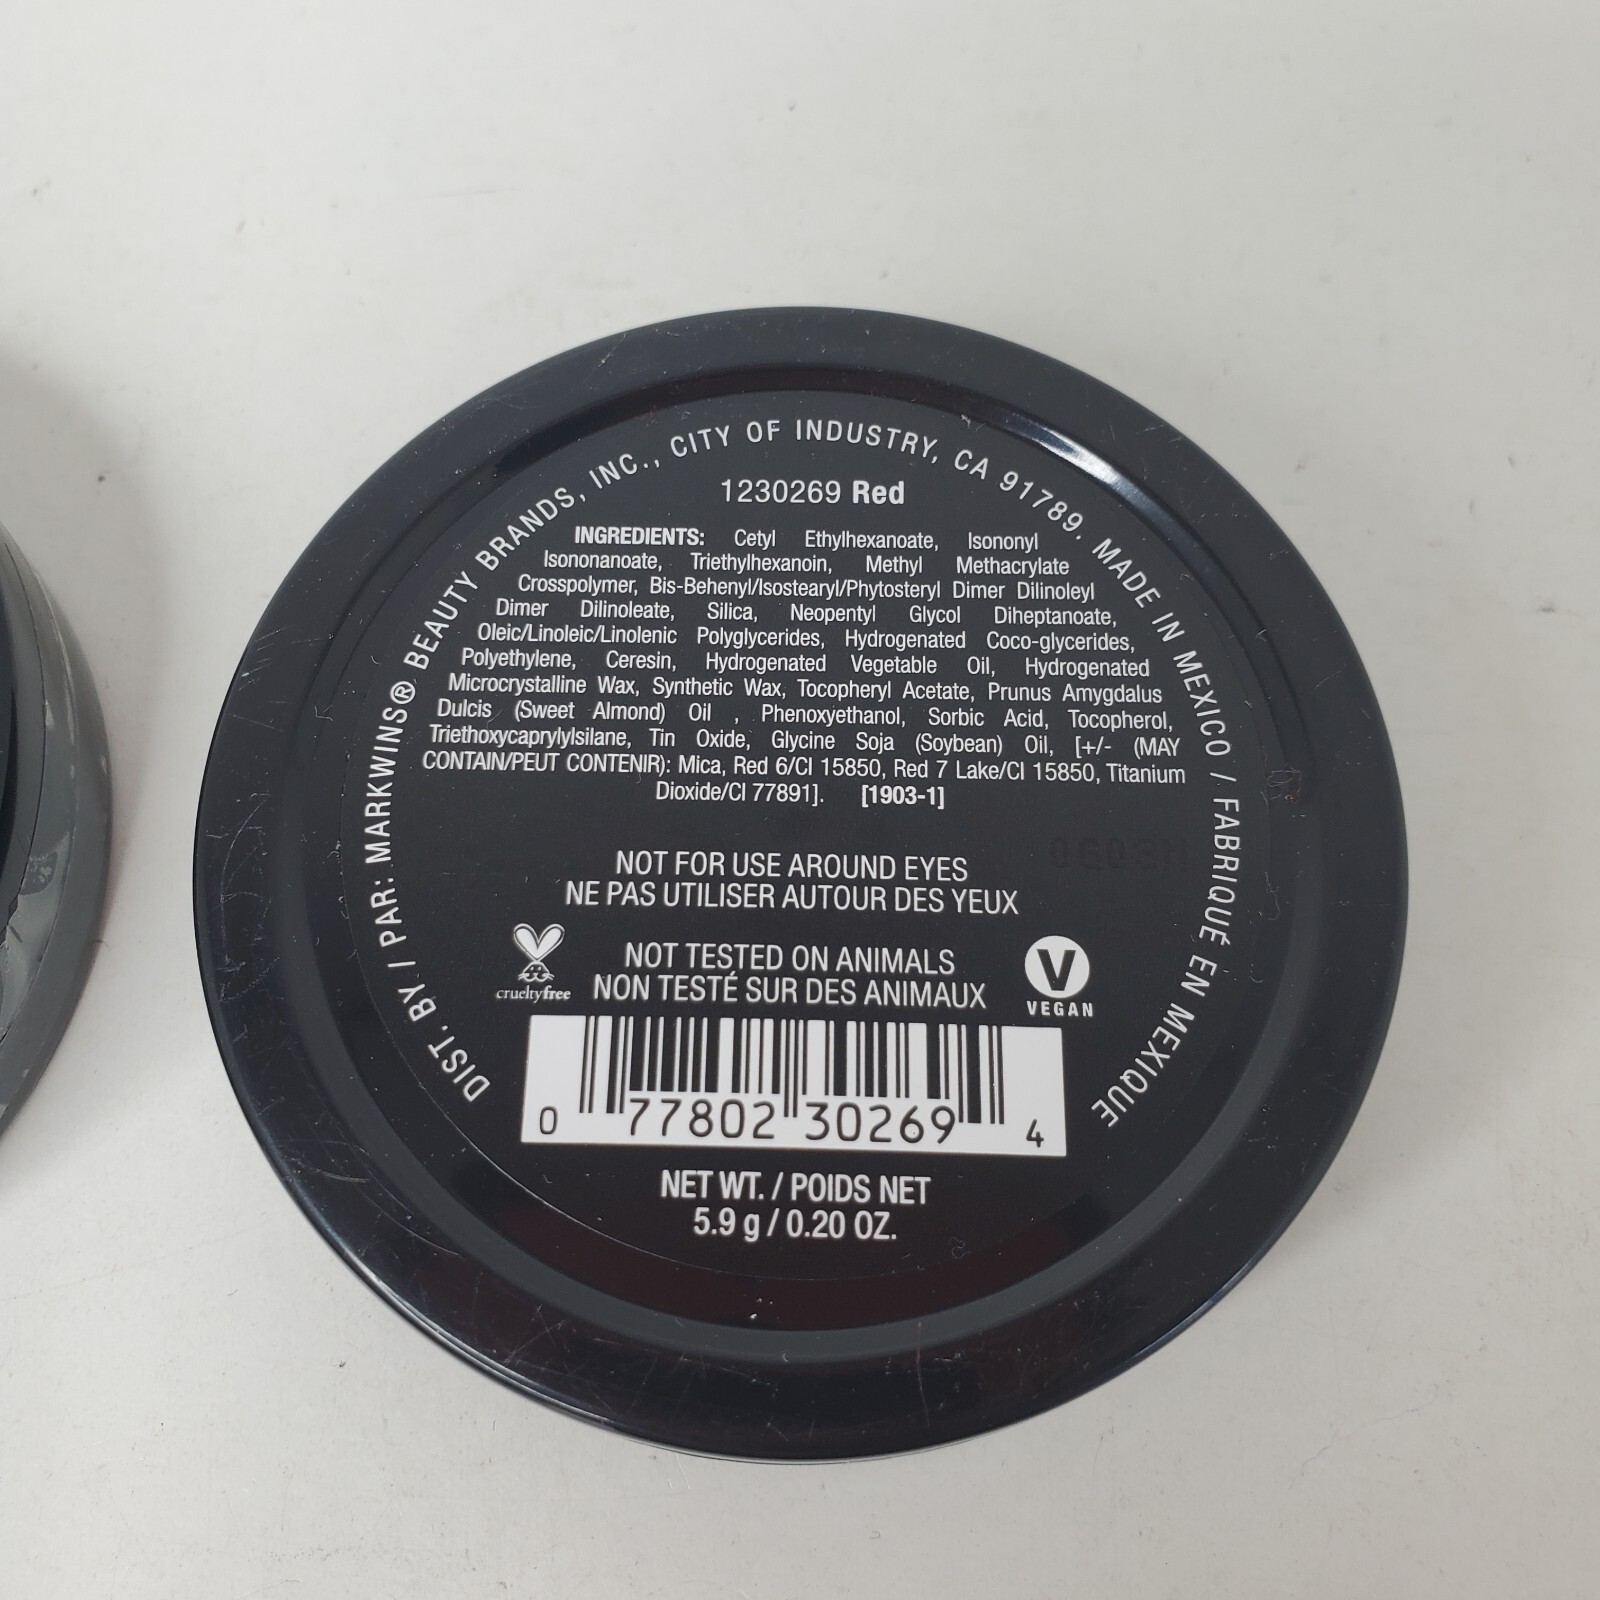 DIST. BY / PAR: MARKWINS® BEAUTY BRANDS, INC., CITY OF INDUSTRY, CA 91789. MADE IN MEXICO / FABRIQUÉ EN MEXIQUE
1230269 Red
INGREDIENTS: Cetyl Ethylhexanoate, Isononyl
Isononanoate, Triethylhexanoin, Methyl Methacrylate
Crosspolymer, Bis-Behenyl/Isostearyl/Phytosteryl Dimer Dilinoleyl
Dimer Dilinoleate, Silica, Neopentyl Glycol Diheptanoate,
Oleic/Linoleic/Linolenic Polyglycerides, Hydrogenated Coco-glycerides,
Polyethylene, Ceresin, Hydrogenated Vegetable Oil, Hydrogenated
Microcrystalline Wax, Synthetic Wax, Tocopheryl Acetate, Prunus Amygdalus
Dulcis (Sweet Almond) Oil , Phenoxyethanol, Sorbic Acid, Tocopherol,
Triethoxycaprylylsilane, Tin Oxide, Glycine Soja (Soybean) Oil, [+/- (MAY
CONTAIN/PEUT CONTENIR): Mica, Red 6/CI 15850, Red 7 Lake/CI 15850, Titanium
Dioxide/CI 77891]. [1903-1]
NOT FOR USE AROUND EYES
NE PAS UTILISER AUTOUR DES YEUX
crueltyfree
NOT TESTED ON ANIMALS
NON TESTÉ SUR DES ANIMAUX
V
VEGAN
0 77802 30269 4
NET WT. / POIDS NET
5.9 g / 0.20 OZ.